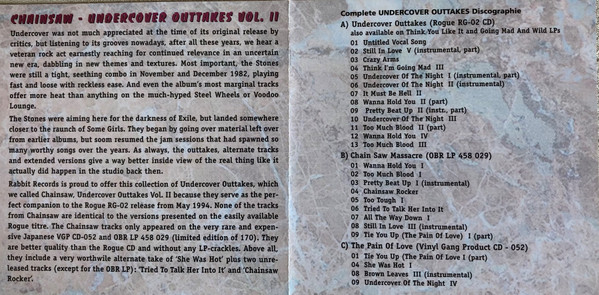 CHAINSAW - UNDERCOVER OUTTAKES VOL. II
Undercover was not much appreciated at the time of its original release by
critics, but listening to its grooves nowadays, after all these years, we hear a
veteran rock act earnestly reaching for continued relevance in an uncertain
new era, dabbling in new themes and textures. Most important, the Stones
were still a tight, seething combo in November and December 1982, playing
fast and loose with reckless ease. And even the album's most marginal tracks
offer more heat than anything on the much-hyped Steel Wheels or Voodoo
Lounge.
The Stones were aiming here for the darkness of Exile, but landed somewhere
closer to the raunch of Some Girls. They began by going over material left over
from earlier albums, but soom resumed the jam sessions that had spawned so
many worthy songs over the years. As always, the outtakes, alternate tracks
and extended versions give a way better inside view of the real thing like it
actually did happen in the studio back then.
Rabbit Records is proud to offer this collection of Undercover Outtakes, which
we called Chainsaw, Undercover Outtakes Vol. II because they serve as the per-
fect companion to the Rogue RG-02 release from May 1994. None of the tracks
from Chainsaw are identical to the versions presented on the easily available
Rogue titre. The Chainsaw tracks only appeared on the very rare and expen-
sive Japanese VGP CD-052 and OBR LP 458 029 (limited edition of 170). They
are better quality than the Rogue CD and without any LP-crackles. Above all,
they include a very worthwile alternate take of 'She Was Hot' plus two unre-
leased tracks (except for the OBR LP): 'Tried To Talk Her Into It' and 'Chainsaw
Rocker'.
Complete UNDERCOVER OUTTAKES Discographie
A) Undercover Outtakes (Rogue RG-02 CD)
also available on Think You Like It and Going Mad And Wild LPs
01 Untitled Vocal Song
02 Still In Love V (instrumental, part)
03 Crazy Arms
04 Think I'm Going Mad III
05 Undercover Of The Night I (instrumental, part)
06 Undercover Of The Night II (instrumental)
07 It Must Be Hell II
08 Wanna Hold You II (part)
09 Pretty Beat Up II (instr., part)
10 Undercover Of The Night III
11 Too Much Blood II (part)
12 Wanna Hold You IV
13 Too Much Blood III
B) Chain Saw Massacre (OBR LP 458 029)
01 Wanna Hold You I
02 Too Much Blood I
03 Pretty Beat Up I (instrumental)
04 Chainsaw Rocker
05 Too Tough I
06 Tried To Talk Her Into It
07 All The Way Down I
08 Still In Love III (instrumental)
09 Tie You Up (The Pain Of Love) I (part)
C) The Pain Of Love (Vinyl Gang Product CD - 052)
01 Tie You Up (The Pain Of Love I (part)
04 She Was Hot I
08 Brown Leaves III (instrumental)
09 Undercover Of The Night IV